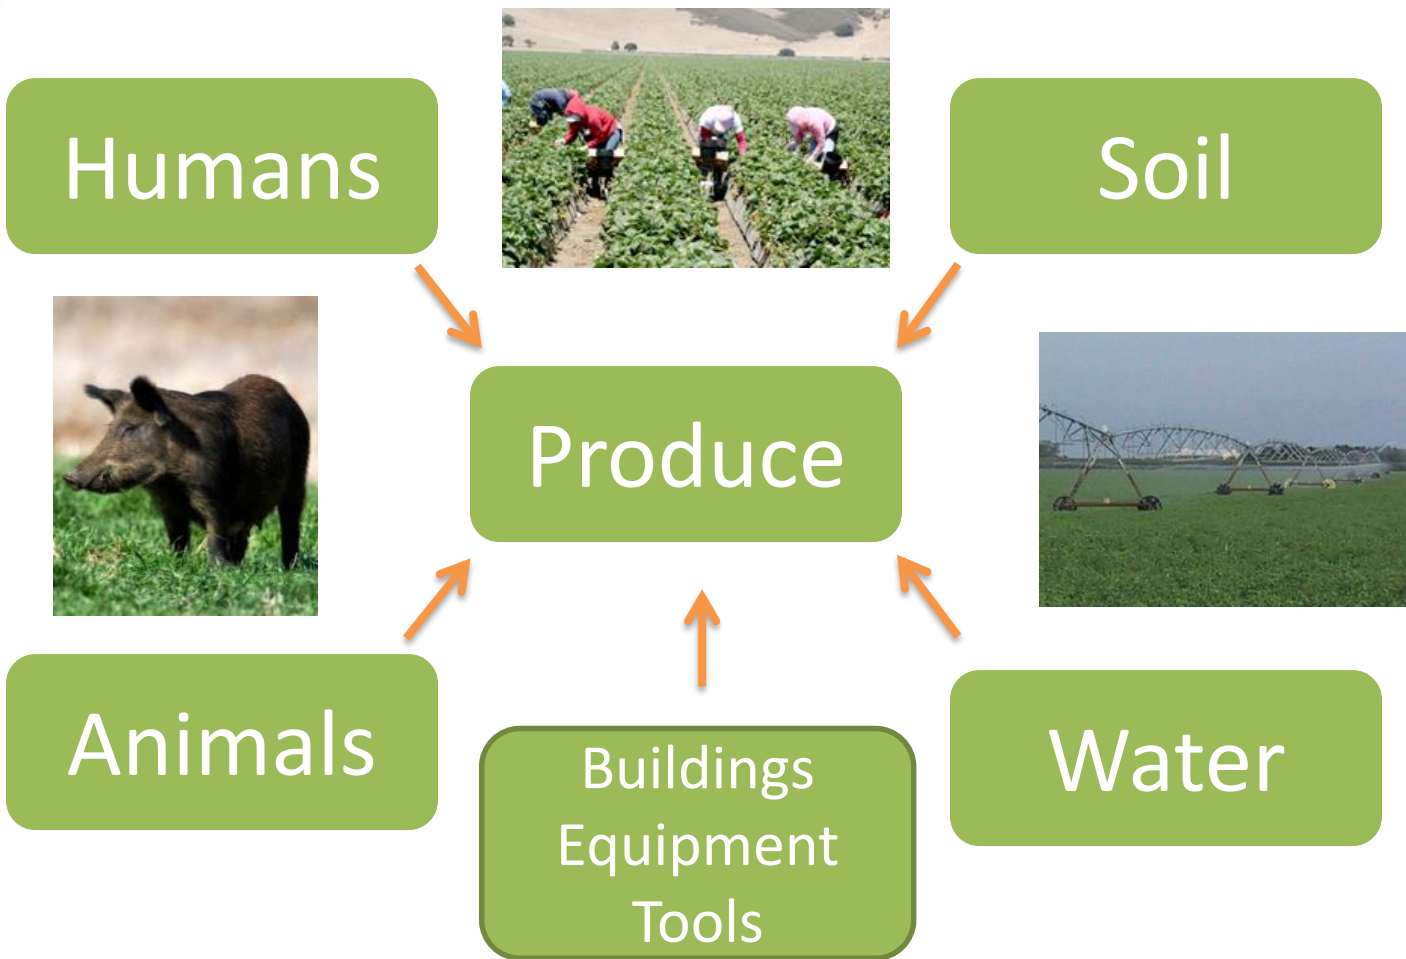 Humans
Soil
Produce
Animals
Water
Buildings
Equipment
Tools